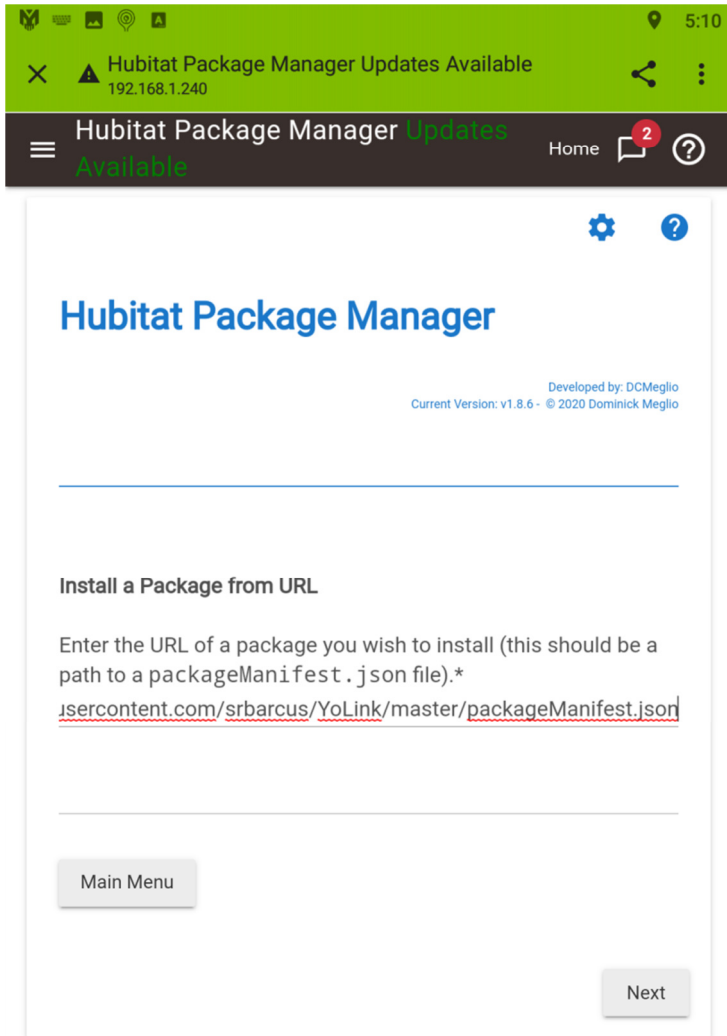 5:10
Hubitat Package Manager Updates Available
192.168.1.240
Hubitat Package Manager Updates
Available
Home
2
Hubitat Package Manager
Developed by: DCMeglio
Current Version: v1.8.6 - © 2020 Dominick Meglio
Install a Package from URL
Enter the URL of a package you wish to install (this should be a
path to a packageManifest.json file).*
usercontent.com/srbarcus/YoLink/master/packageManifest.json
Main Menu
Next